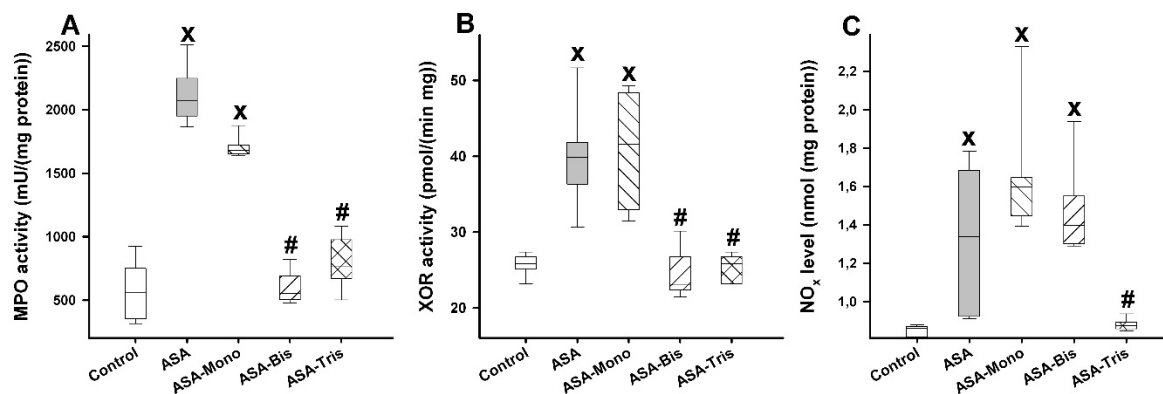 A
MPO activity (mU/(mg protein))
2500
2000
1500
1000
500
x
x
#
#
Control
ASA
ASA-Mono
ASA-Bis
ASA-Tris
B
XOR activity (pmol/(min mg))
50
40
30
20
x
x
#
#
Control
ASA
ASA-Mono
ASA-Bis
ASA-Tris
C
NOx level (nmol (mg protein))
2,2
2,0
1,8
1,6
1,4
1,2
1,0
x
x
x
#
Control
ASA
ASA-Mono
ASA-Bis
ASA-Tris